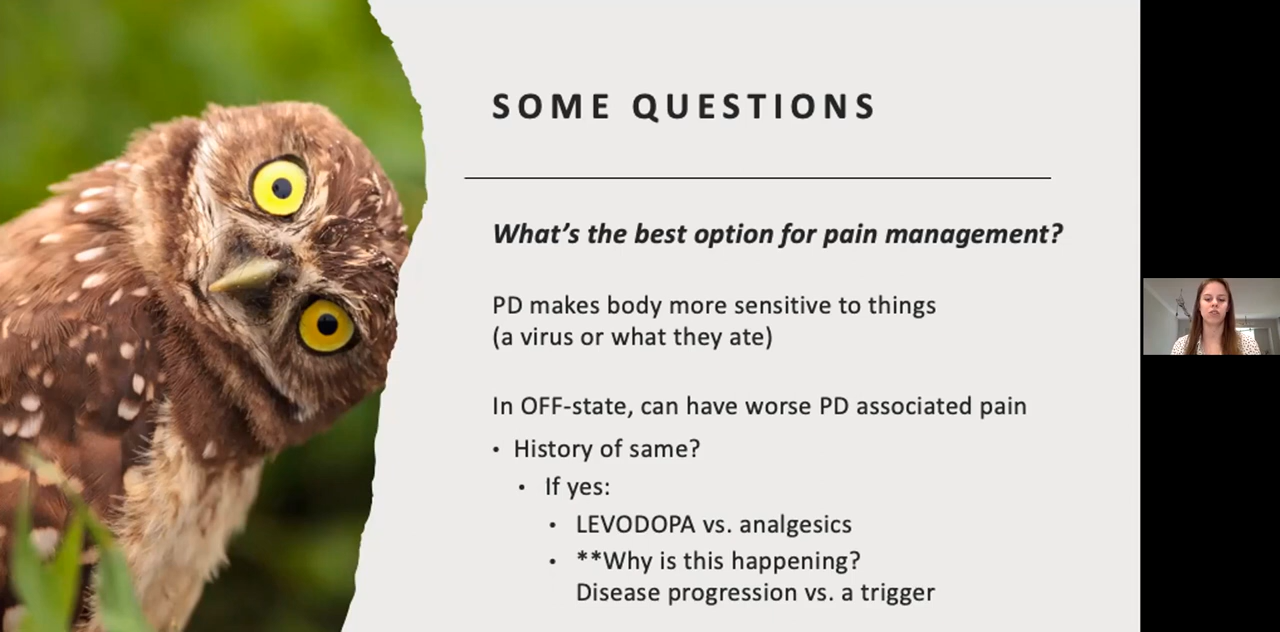 SOME QUESTIONS
What's the best option for pain management?
PD makes body more sensitive to things
(a virus or what they ate)
In OFF-state, can have worse PD associated pain
• History of same?
• If yes:
• LEVODOPA vs. analgesics
• **Why is this happening?
Disease progression vs. a trigger